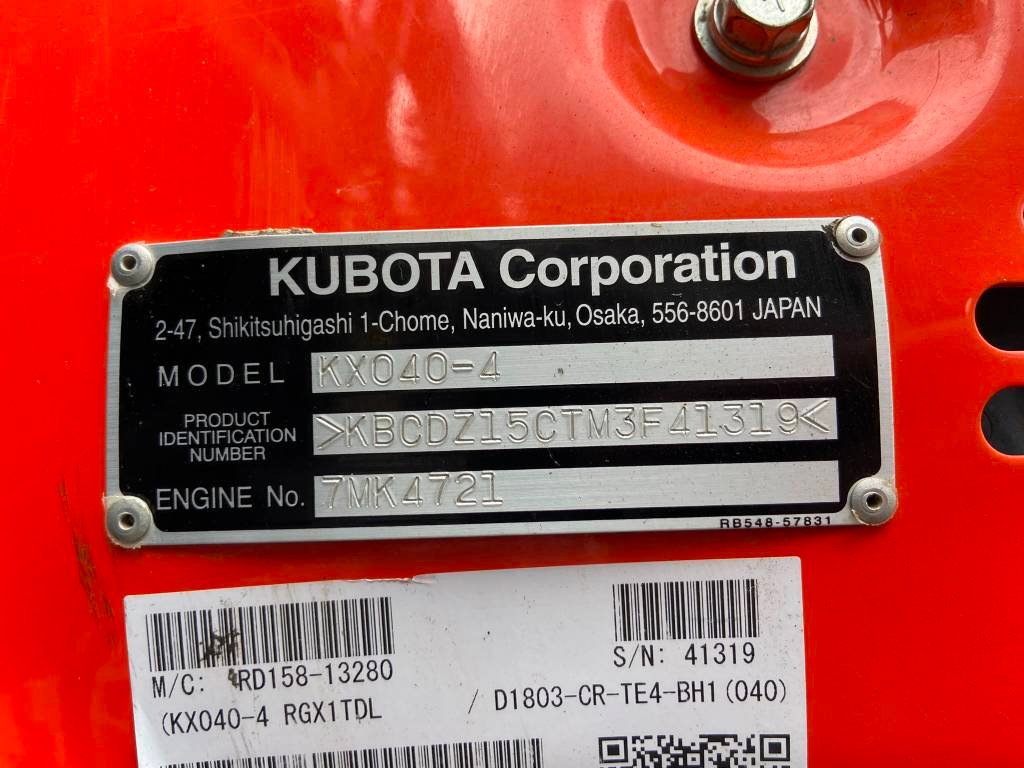 KUBOTA Corporation
2-47, Shikitsuhigashi 1-Chome, Naniwa-ku, Osaka, 556-8601 JAPAN
MODEL KX040-4
PRODUCT IDENTIFICATION NUMBER >KBCDZ15CTM3F41319<
ENGINE No. 7MK4721
RB548-57831
M/C: RD158-13280
S/N: 41319
(KX040-4 RGX1TDL / D1803-CR-TE4-BH1(040)